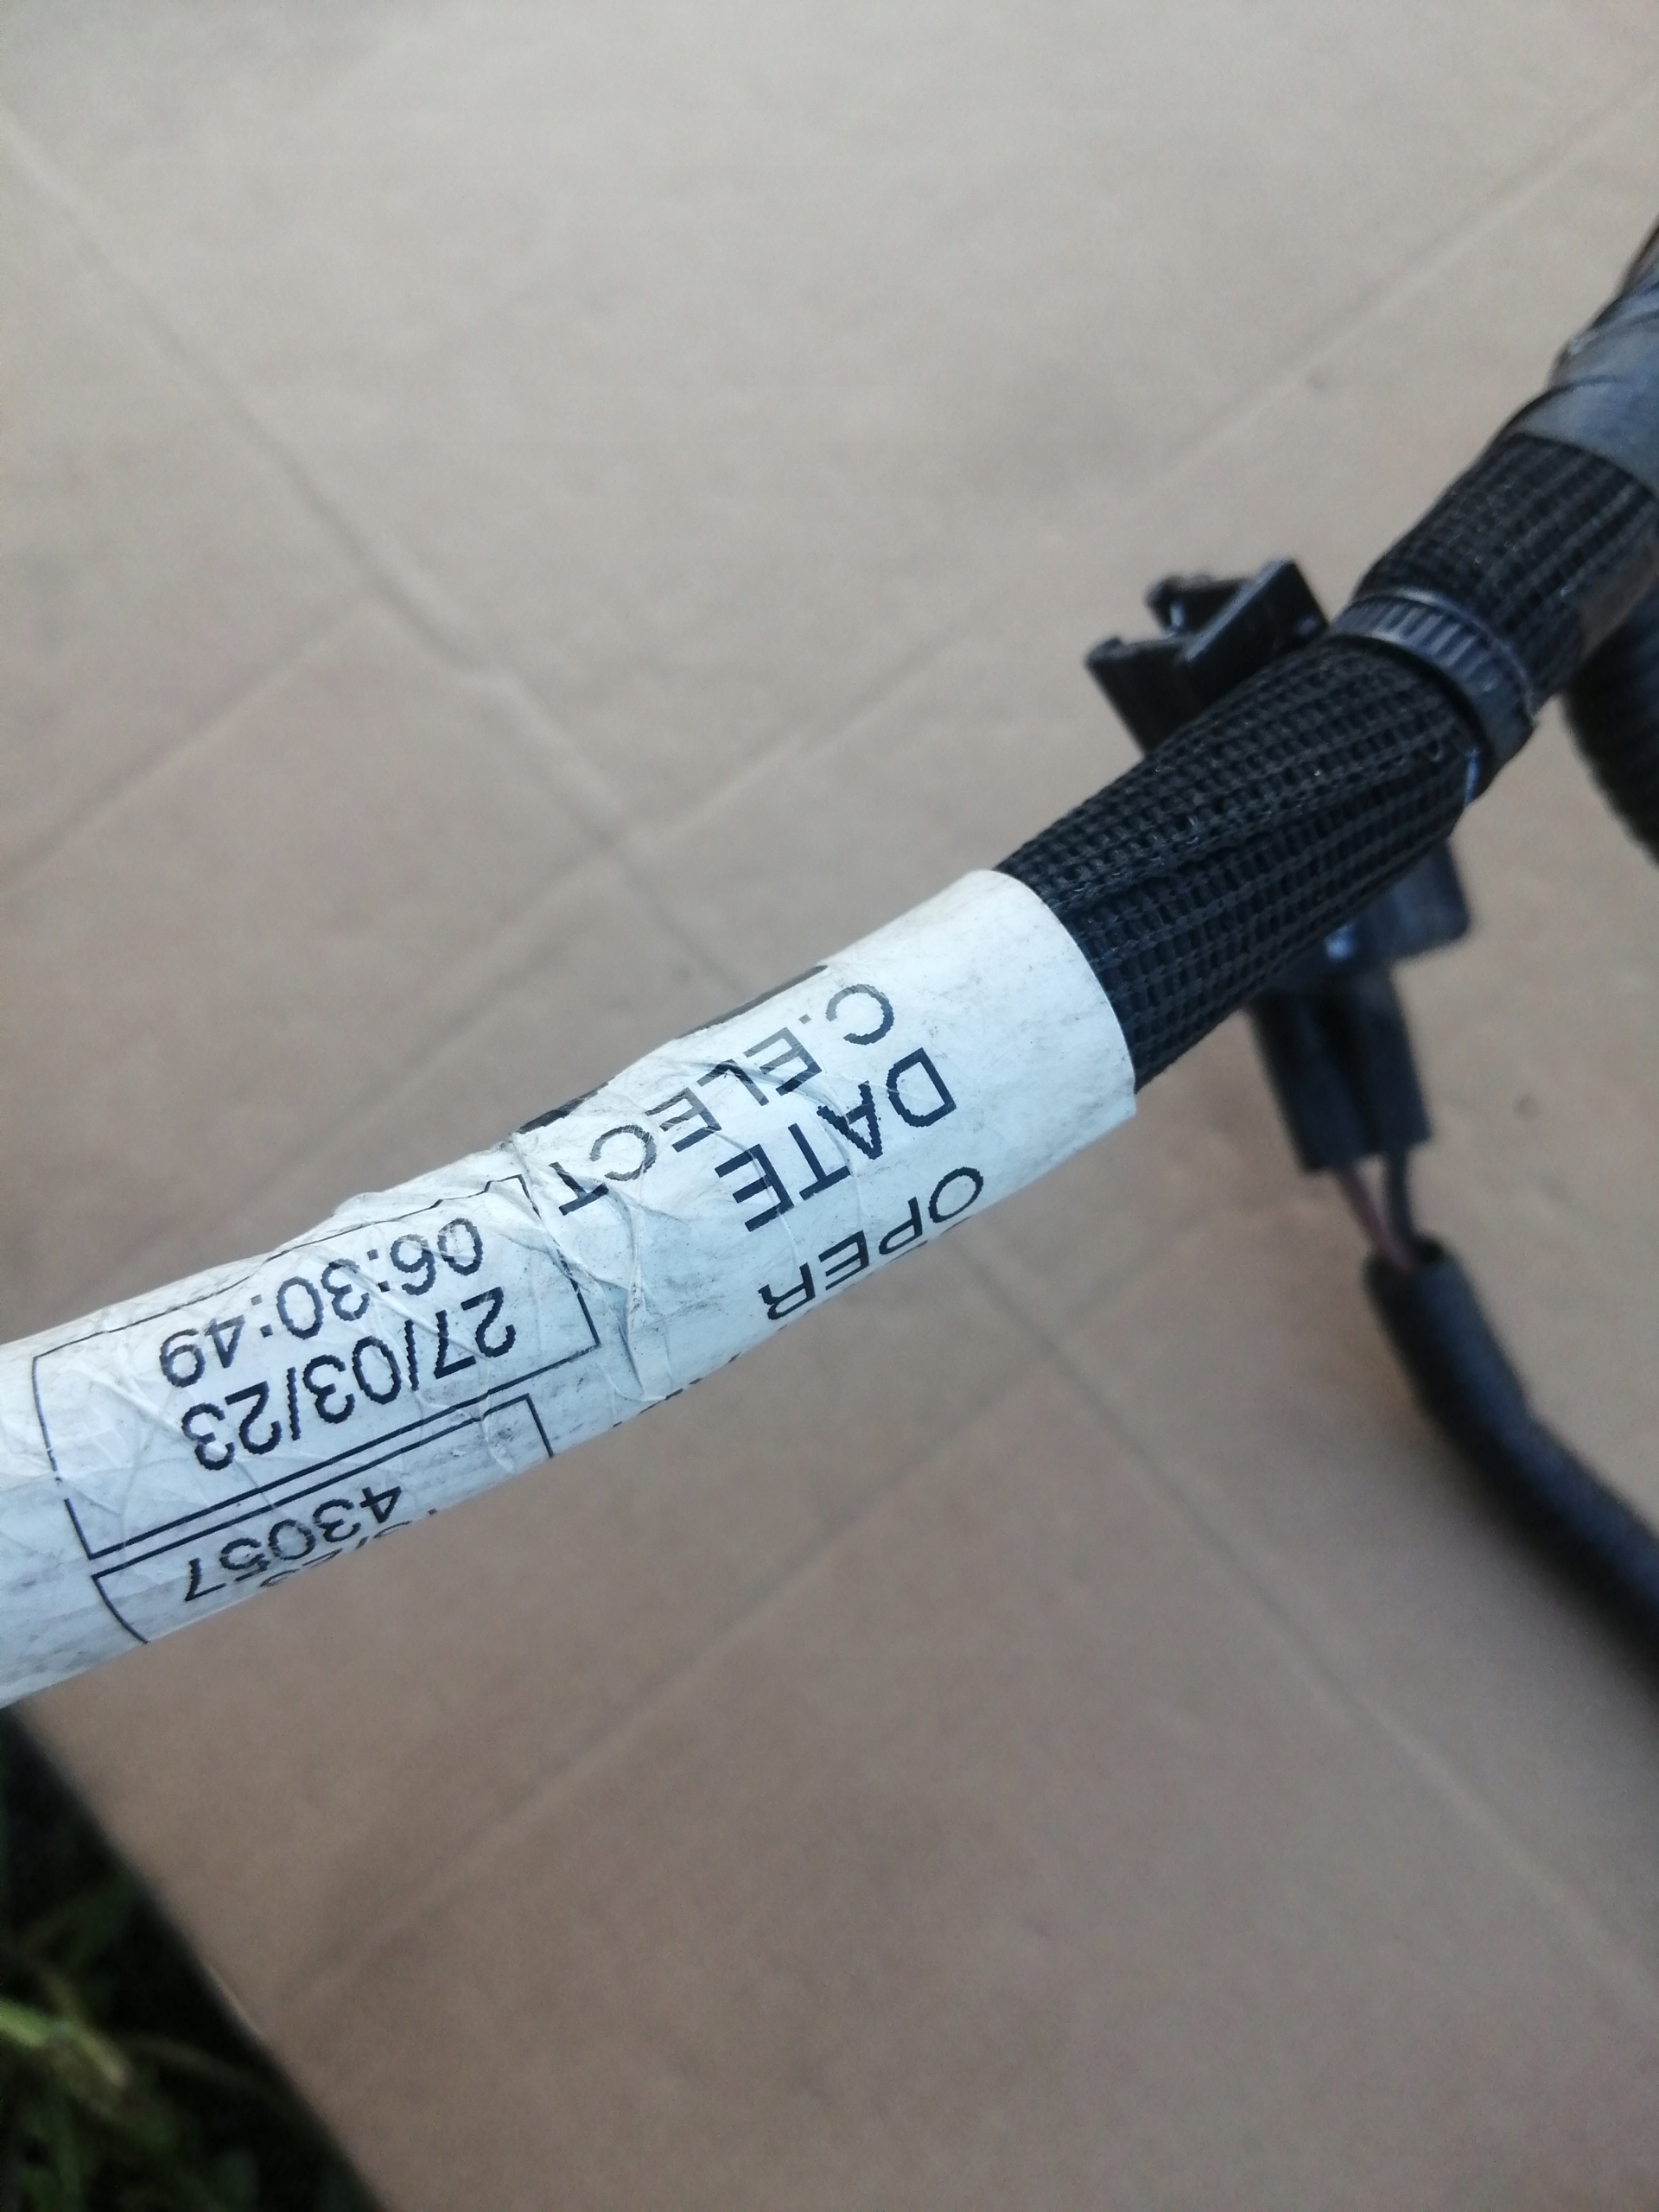 43057
OPER
27/03/23
DATE
06:30:49
C.ELECT